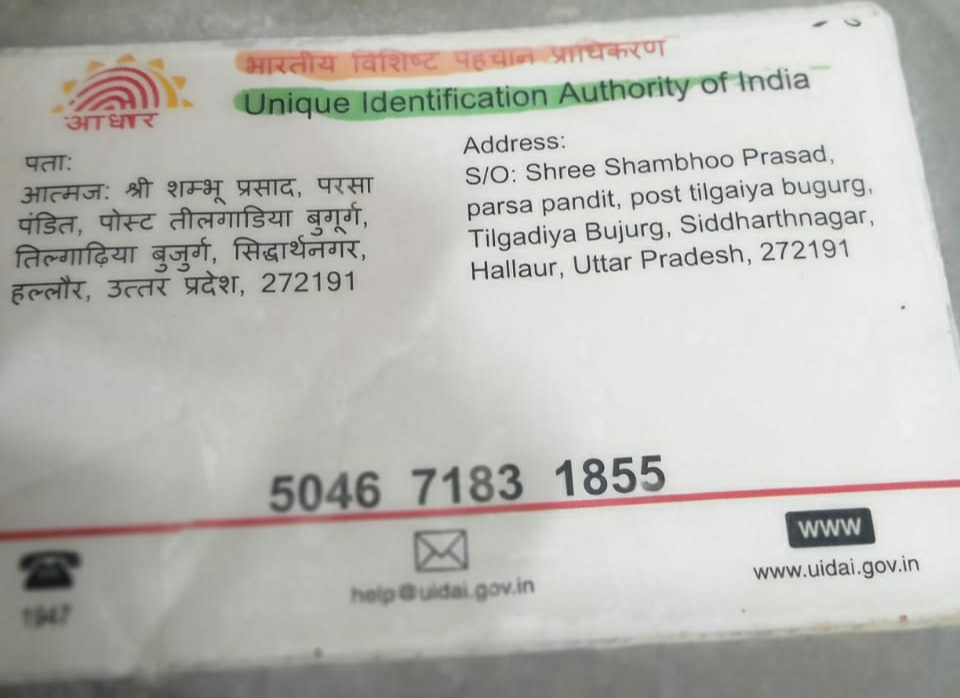 भारतीय विशिष्ट पहचान प्राधिकरण
Unique Identification Authority of India
आधार
पता:
आत्मज: श्री शम्भू प्रसाद, परसा
पंडित, पोस्ट तीलगाडिया बुगूर्ग,
तिल्गाढ़िया बुजुर्ग, सिद्धार्थनगर,
हल्लौर, उत्तर प्रदेश, 272191
Address:
S/O: Shree Shambhoo Prasad,
parsa pandit, post tilgaiya bugurg,
Tilgadiya Bujurg, Siddharthnagar,
Hallaur, Uttar Pradesh, 272191
5046 7183 1855
1947
help@uidai.gov.in
WWW
www.uidai.gov.in